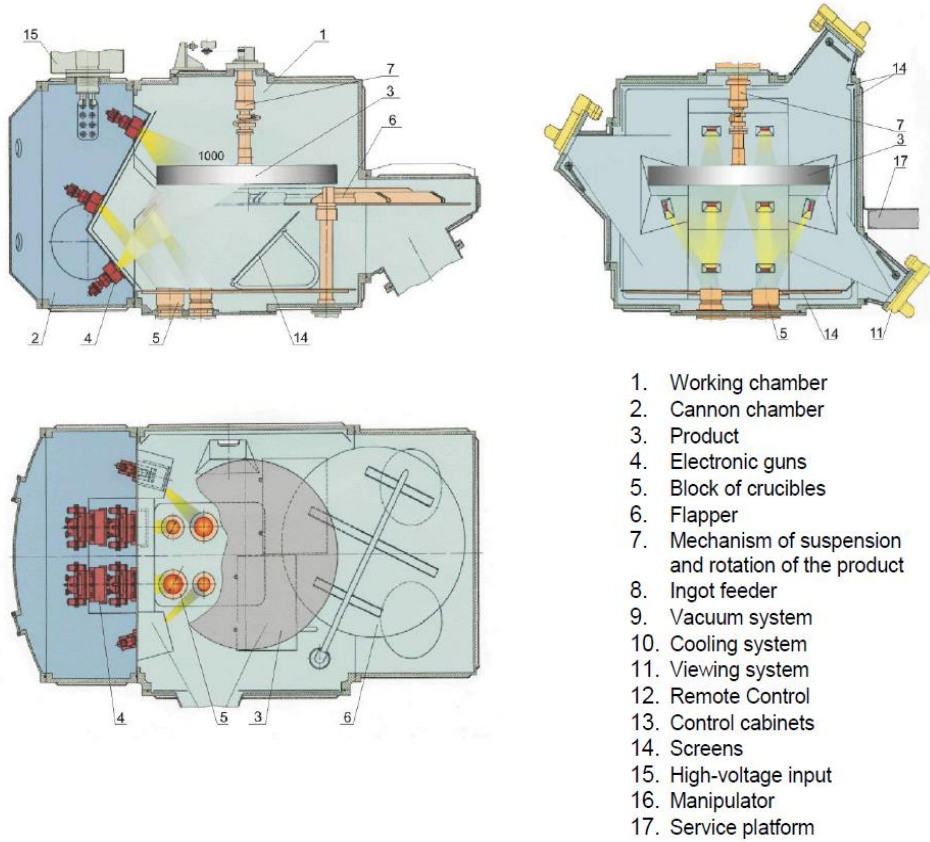 15
1
7
3
6
1000
2
4
5
14
14
7
3
17
5
14
11
4
5
3
6
1. Working chamber
2. Cannon chamber
3. Product
4. Electronic guns
5. Block of crucibles
6. Flapper
7. Mechanism of suspension
and rotation of the product
8. Ingot feeder
9. Vacuum system
10. Cooling system
11. Viewing system
12. Remote Control
13. Control cabinets
14. Screens
15. High-voltage input
16. Manipulator
17. Service platform